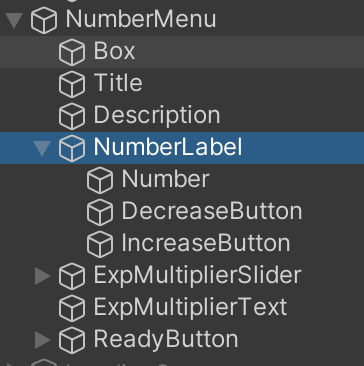 NumberMenu
Box
Title
Description
NumberLabel
Number
DecreaseButton
IncreaseButton
ExpMultiplierSlider
ExpMultiplierText
ReadyButton